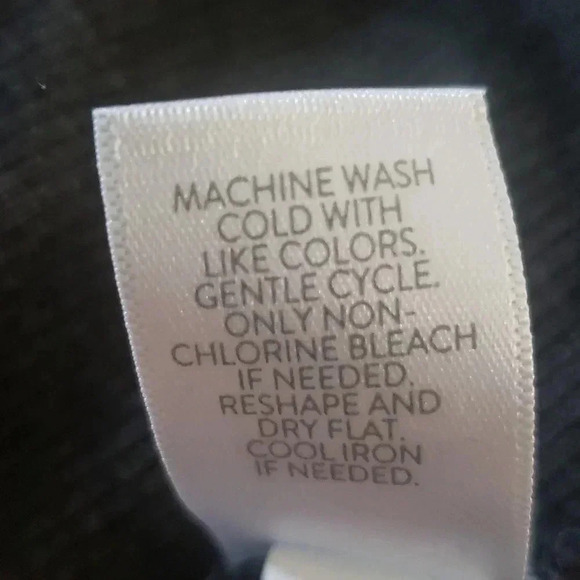 MACHINE WASH
COLD WITH
LIKE COLORS.
GENTLE CYCLE.
ONLY NON-
CHLORINE BLEACH
IF NEEDED.
RESHAPE AND
DRY FLAT.
COOL IRON
IF NEEDED.